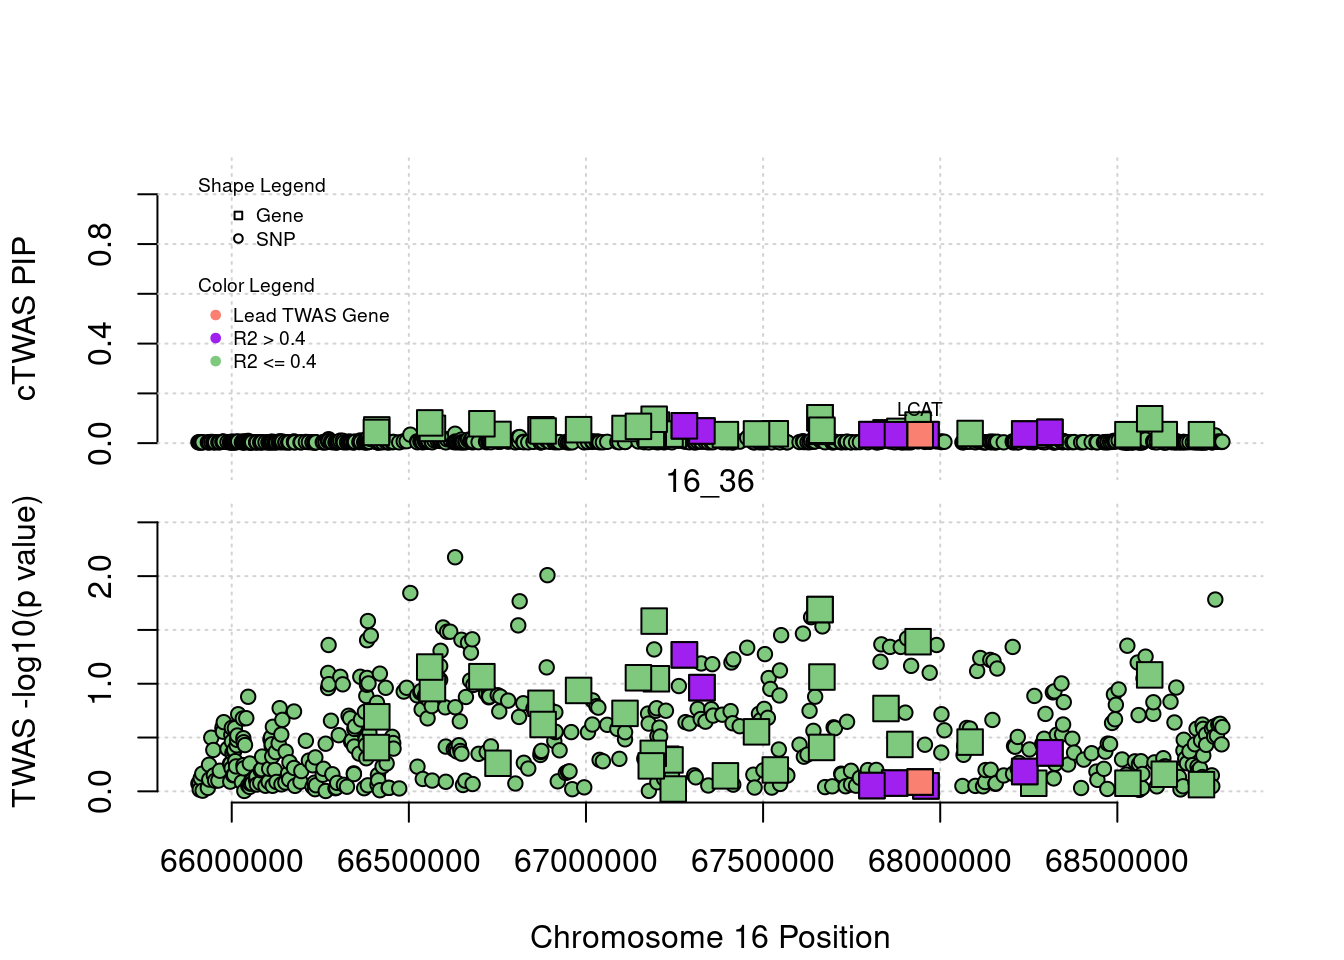 Shape Legend
Gene
SNP
Color Legend
Lead TWAS Gene
R2 > 0.4
R2 <= 0.4
cTWAS PIP
0.8
0.4
0.0
LCAT
16_36
TWAS -log10(p value)
2.0
1.0
0.0
66000000 66500000 67000000 67500000 68000000 68500000
Chromosome 16 Position